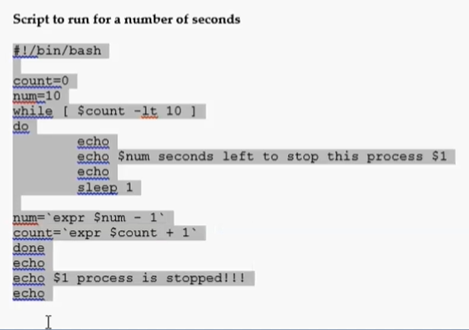 Script to run for a number of seconds
#!/bin/bash
count=0
num=10
while [ $count -lt 10 ]
do
echo
echo $num seconds left to stop this process $1
echo
sleep 1
num=`expr $num - 1`
count=`expr $count + 1`
done
echo
echo $1 process is stopped!!!
echo